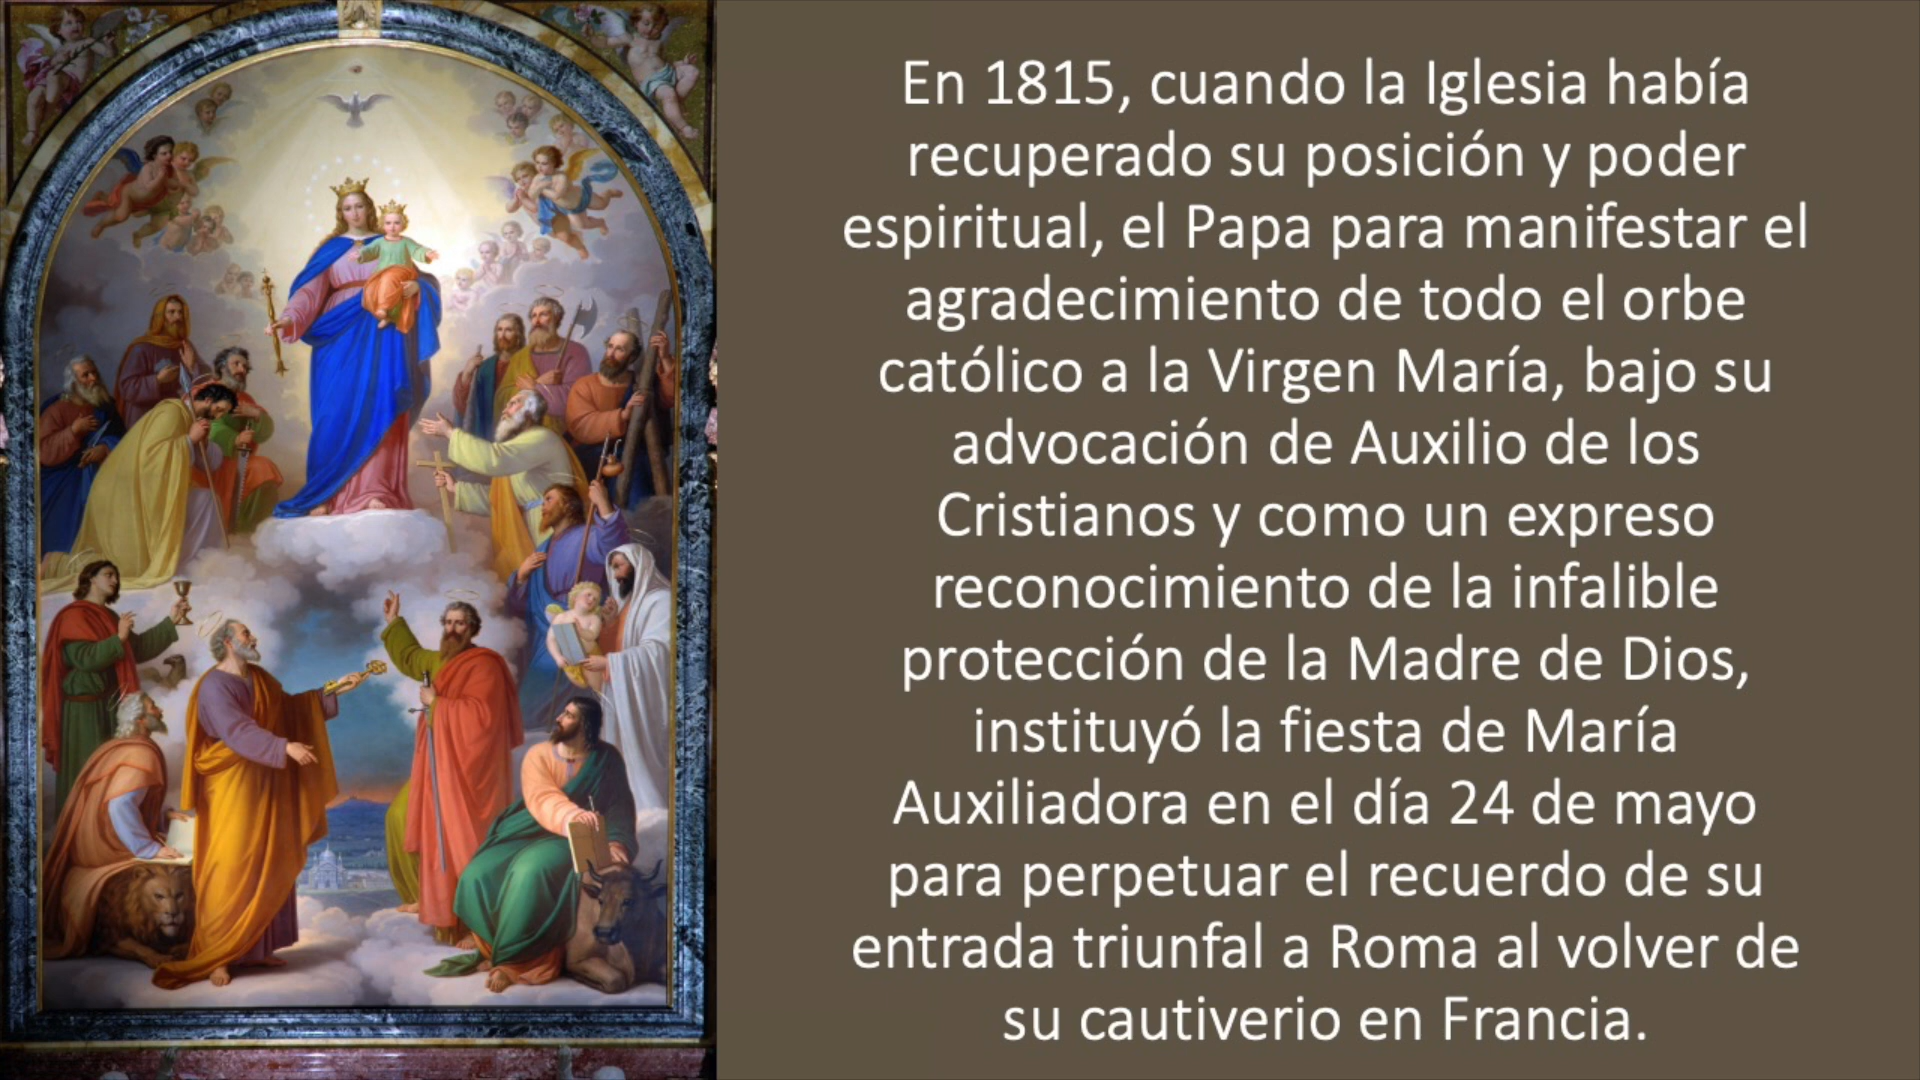 En 1815, cuando la Iglesia había
recuperado su posición y poder
espiritual, el Papa para manifestar el
agradecimiento de todo el orbe
católico a la Virgen María, bajo su
advocación de Auxilio de los
Cristianos y como un expreso
reconocimiento de la infalible
protección de la Madre de Dios,
instituyó la fiesta de María
Auxiliadora en el día 24 de mayo
para perpetuar el recuerdo de su
entrada triunfal a Roma al volver de
su cautiverio en Francia.